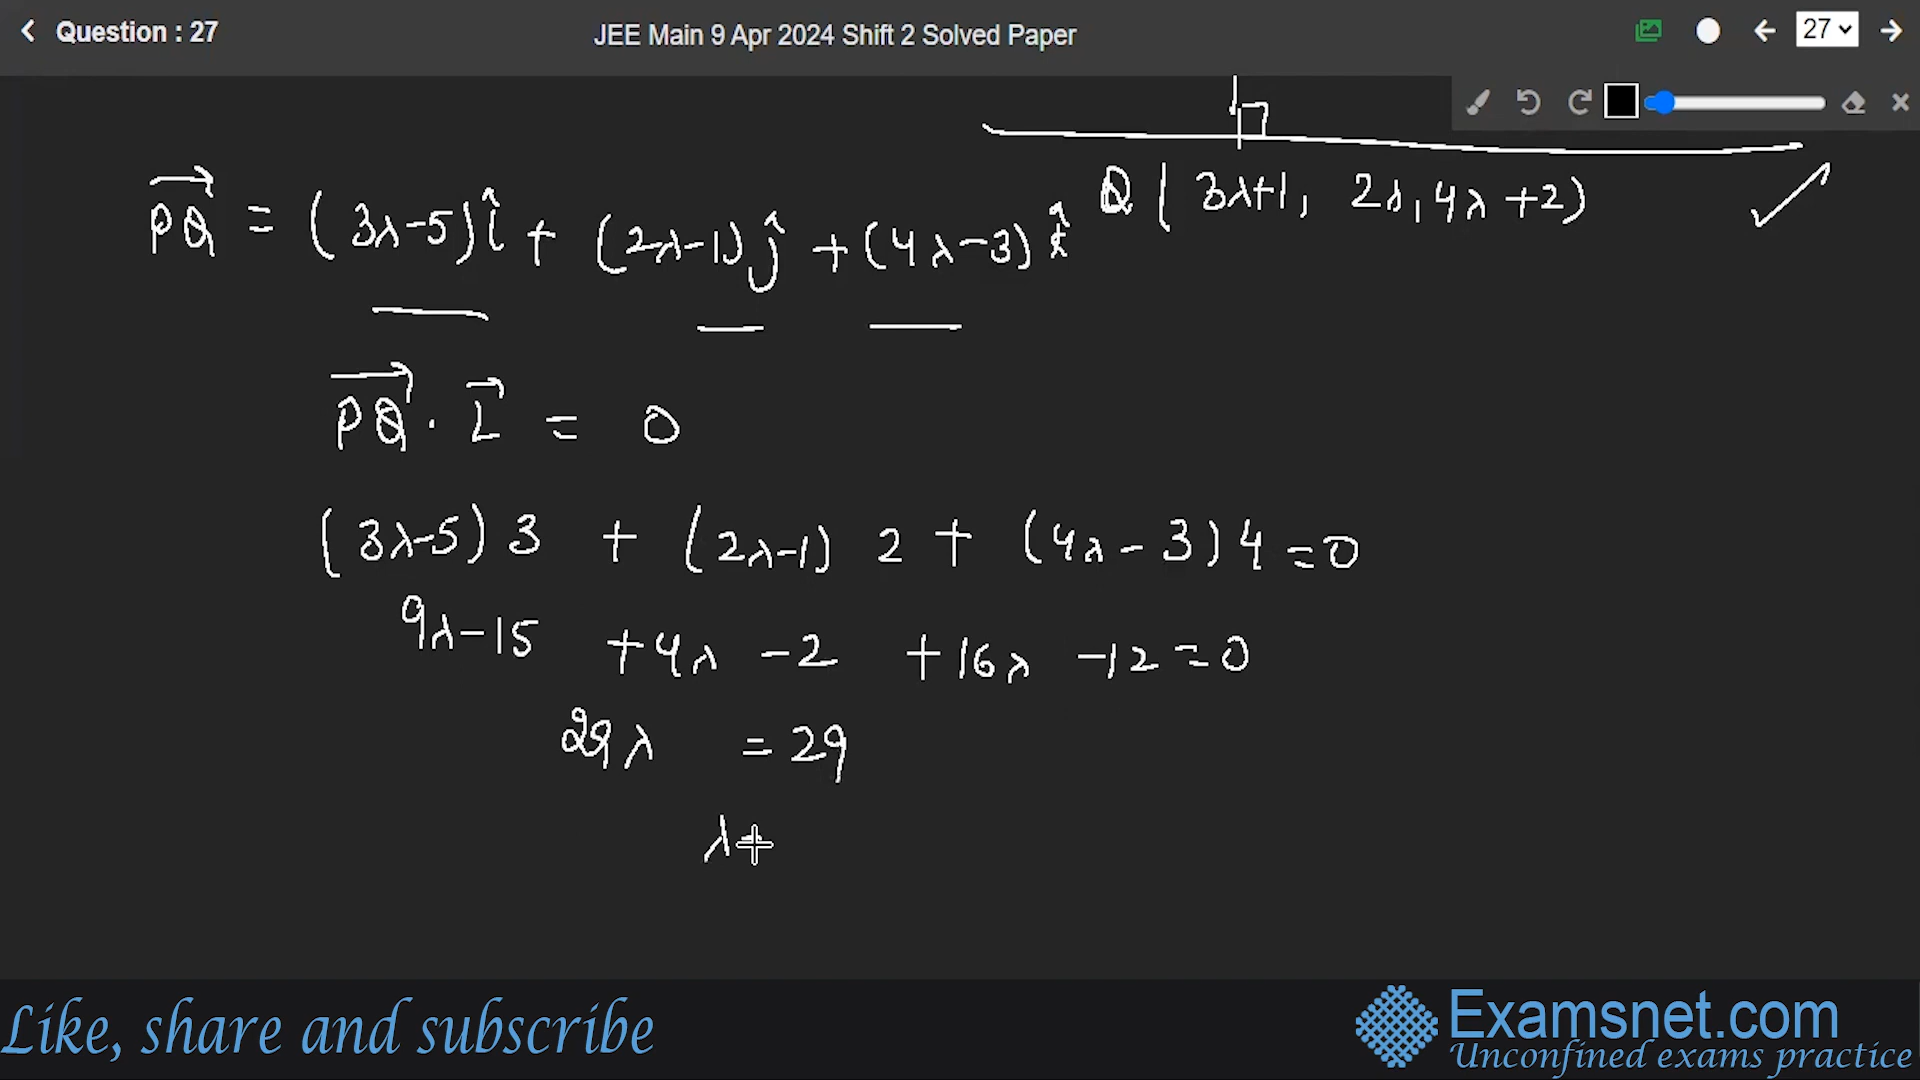 Question : 27
JEE Main 9 Apr 2024 Shift 2 Solved Paper
27
Q ( 3λ+1, 2λ, 4λ+2)
PQ = (3λ-5)î + (2λ-1)ĵ + (4λ-3)k̂
PQ · L = 0
(3λ-5) 3 + (2λ-1) 2 + (4λ-3) 4 = 0
9λ-15 + 4λ - 2 + 16λ - 12 = 0
29λ = 29
λ =
Like, share and subscribe
Examsnet.com
Unconfined exams practice